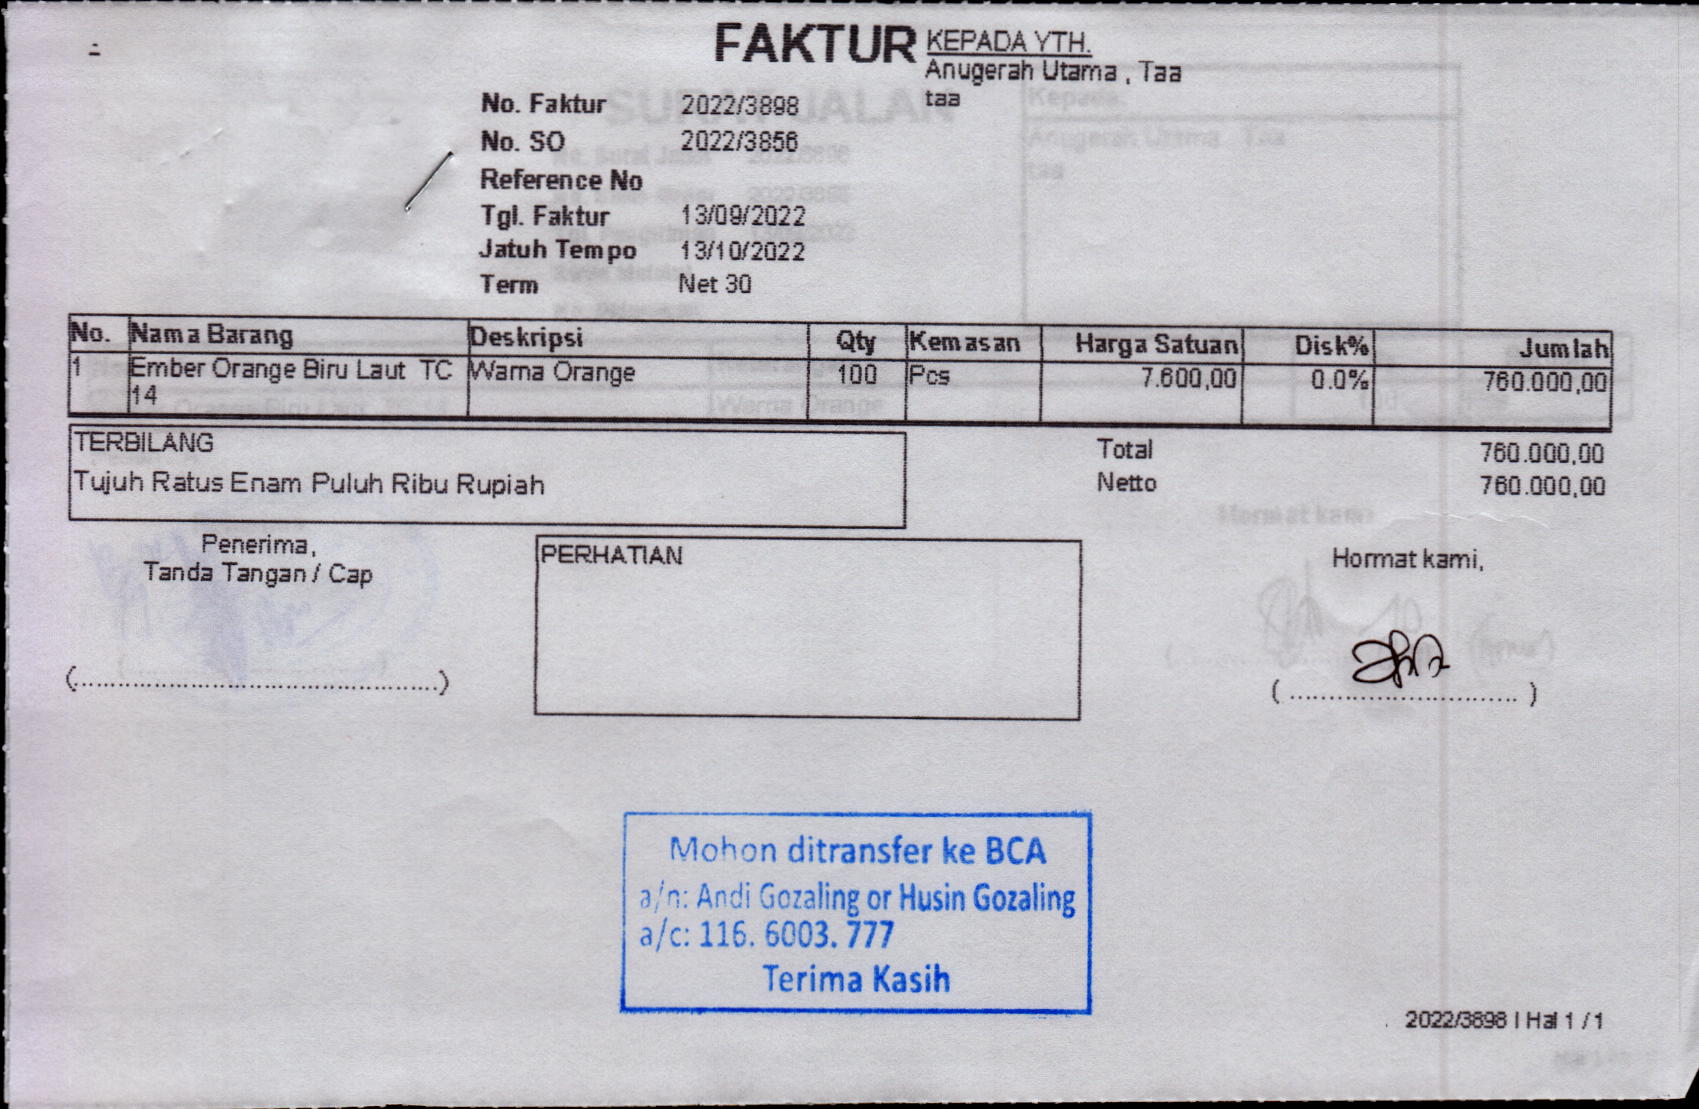 FAKTUR
KEPADA YTH.
Anugerah Utama , Taa
taa
No. Faktur 2022/3898
No. SO 2022/3856
Reference No
Tgl. Faktur 13/09/2022
Jatuh Tempo 13/10/2022
Term Net 30
No. Nama Barang Deskripsi Qty Kemasan Harga Satuan Disk% Jumlah
1 Ember Orange Biru Laut TC Warna Orange 100 Pcs 7.600,00 0.0% 760.000,00
14
TERBILANG
Tujuh Ratus Enam Puluh Ribu Rupiah
Total 760.000,00
Netto 760.000,00
Penerima,
Tanda Tangan / Cap
(..............................................)
PERHATIAN
Hormat kami,
( .............................. )
Mohon ditransfer ke BCA
a/n: Andi Gozaling or Husin Gozaling
a/c: 116. 6003. 777
Terima Kasih
2022/3898 | Hal 1 / 1